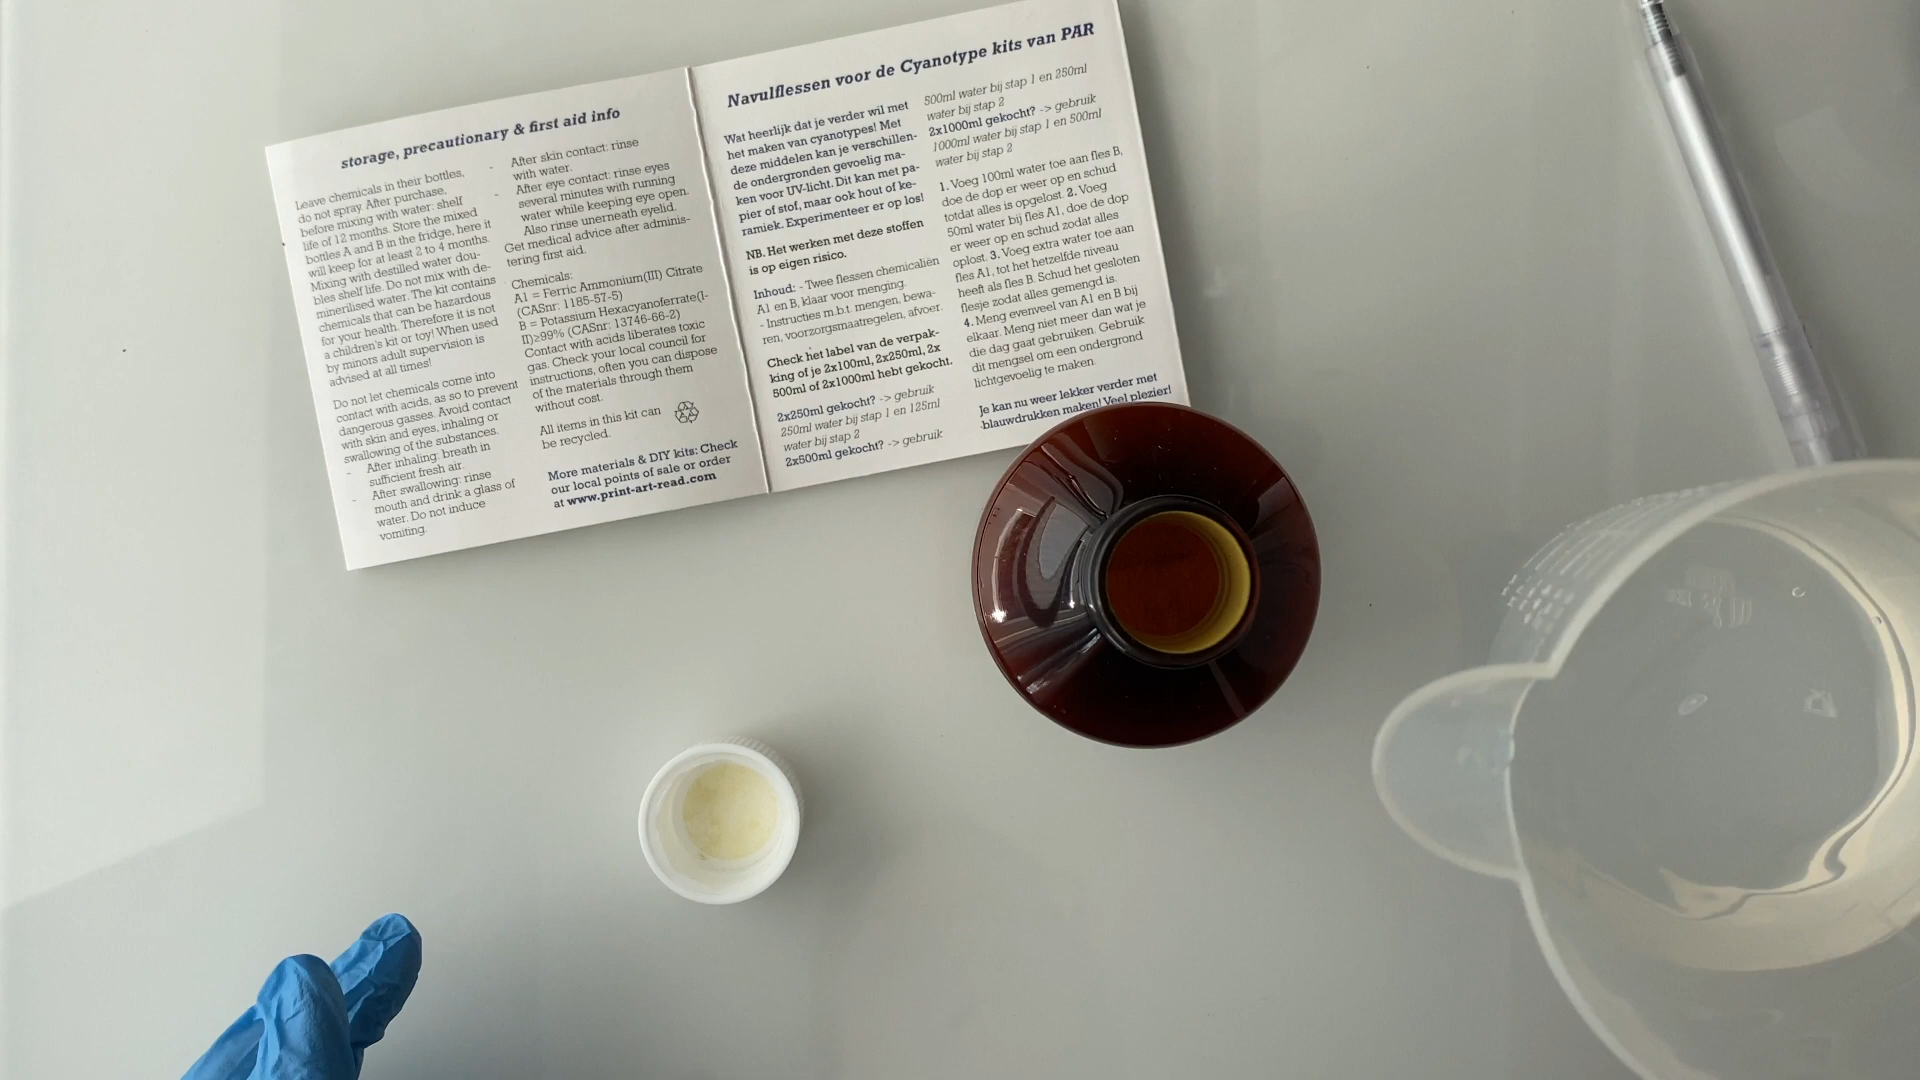 storage, precautionary & first aid info
Leave chemicals in their bottles,
do not spray. After purchase,
before mixing with water: shelf
life of 12 months. Store the mixed
bottles A and B in the fridge, here it
will keep for at least 2 to 4 months.
Mixing with destilled water dou-
bles shelf life. Do not mix with de-
minerilised water. The kit contains
chemicals that can be hazardous
for your health. Therefore it is not
a children's kit or toy! When used
by minors adult supervision is
advised at all times!
Do not let chemicals come into
contact with acids, as so to prevent
dangerous gasses. Avoid contact
with skin and eyes, inhaling or
swallowing of the substances.
- After inhaling: breath in
sufficient fresh air.
- After swallowing: rinse
mouth and drink a glass of
water. Do not induce
vomiting.
- After skin contact: rinse
with water.
- After eye contact: rinse eyes
several minutes with running
water while keeping eye open.
Also rinse unerneath eyelid.
Get medical advice after adminis-
tering first aid.
Chemicals:
A1 = Ferric Ammonium(III) Citrate
(CASnr: 1185-57-5)
B = Potassium Hexacyanoferrate(I-
II)≥99% (CASnr: 13746-66-2)
Contact with acids liberates toxic
gas. Check your local council for
instructions, often you can dispose
of the materials through them
without cost.
All items in this kit can
be recycled.
More materials & DIY kits: Check
our local points of sale or order
at www.print-art-read.com
Navulflessen voor de Cyanotype kits van PAR
Wat heerlijk dat je verder wil met
het maken van cyanotypes! Met
deze middelen kan je verschillen-
de ondergronden gevoelig ma-
ken voor UV-licht. Dit kan met pa-
pier of stof, maar ook hout of ke-
ramiek. Experimenteer er op los!
NB. Het werken met deze stoffen
is op eigen risico.
Inhoud: - Twee flessen chemicaliën
A1 en B, klaar voor menging.
- Instructies m.b.t. mengen, bewa-
ren, voorzorgsmaatregelen, afvoer.
Check het label van de verpak-
king of je 2x100ml, 2x250ml, 2x
500ml of 2x1000ml hebt gekocht.
2x250ml gekocht? -> gebruik
250ml water bij stap 1 en 125ml
water bij stap 2
2x500ml gekocht? -> gebruik
500ml water bij stap 1 en 250ml
water bij stap 2
2x1000ml gekocht? -> gebruik
1000ml water bij stap 1 en 500ml
water bij stap 2
1. Voeg 100ml water toe aan fles B,
doe de dop er weer op en schud
totdat alles is opgelost. 2. Voeg
50ml water bij fles A1, doe de dop
er weer op en schud zodat alles
oplost. 3. Voeg extra water toe aan
fles A1, tot het hetzelfde niveau
heeft als fles B. Schud het gesloten
flesje zodat alles gemengd is.
4. Meng evenveel van A1 en B bij
elkaar. Meng niet meer dan wat je
die dag gaat gebruiken. Gebruik
dit mengsel om een ondergrond
lichtgevoelig te maken.
Je kan nu weer lekker verder met
blauwdrukken maken! Veel plezier!